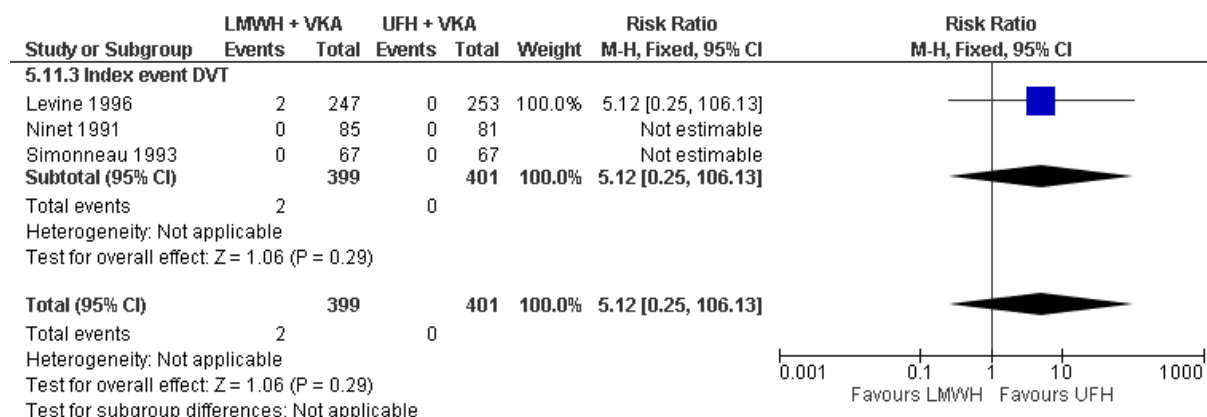 LMWH + VKA UFH + VKA Risk Ratio Risk Ratio
Study or Subgroup Events Total Events Total Weight M-H, Fixed, 95% CI M-H, Fixed, 95% CI
5.11.3 Index event DVT
Levine 1996 2 247 0 253 100.0% 5.12 [0.25, 106.13]
Ninet 1991 0 85 0 81 Not estimable
Simonneau 1993 0 67 0 67 Not estimable
Subtotal (95% CI) 399 401 100.0% 5.12 [0.25, 106.13]
Total events 2 0
Heterogeneity: Not applicable
Test for overall effect: Z = 1.06 (P = 0.29)
Total (95% CI) 399 401 100.0% 5.12 [0.25, 106.13]
Total events 2 0
Heterogeneity: Not applicable
Test for overall effect: Z = 1.06 (P = 0.29)
Test for subgroup differences: Not applicable
0.001 0.1 1 10 1000
Favours LMWH Favours UFH